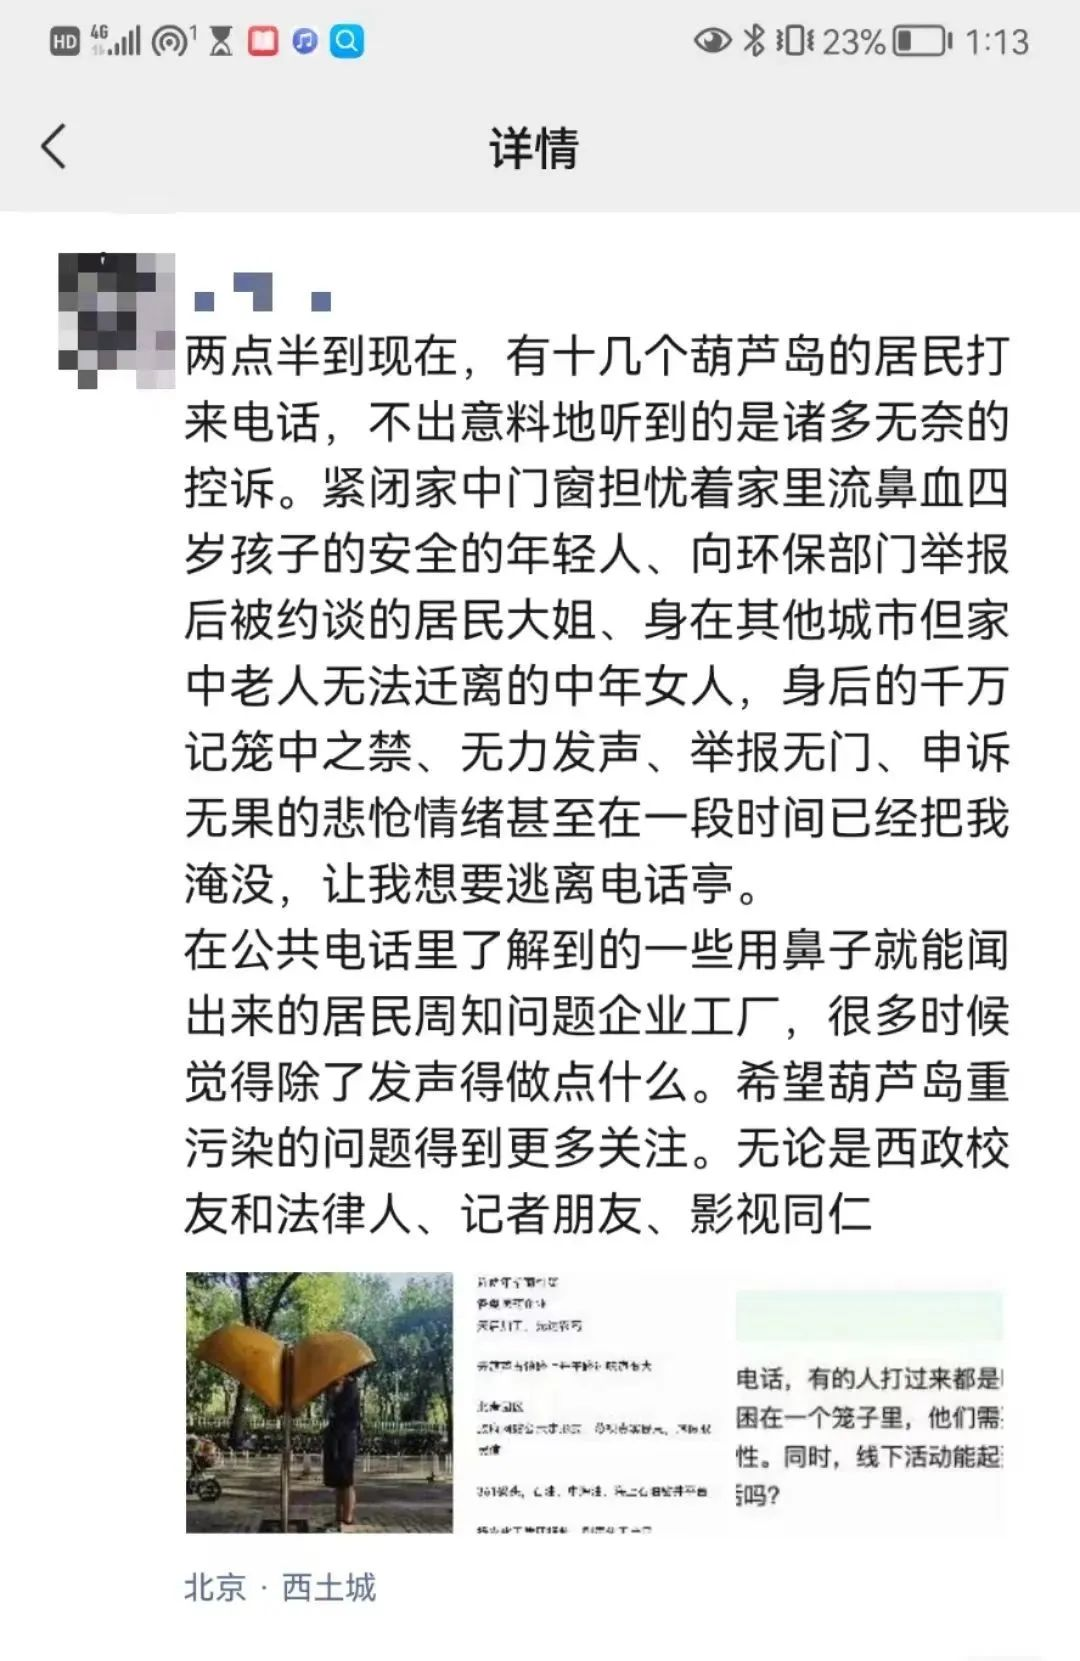 HD 4G 1 23% 1:13
详情
两点半到现在，有十几个葫芦岛的居民打
来电话，不出意料地听到的是诸多无奈的
控诉。紧闭家中门窗担忧着家里流鼻血四
岁孩子的安全的年轻人、向环保部门举报
后被约谈的居民大姐、身在其他城市但家
中老人无法迁离的中年女人，身后的千万
记笼中之禁、无力发声、举报无门、申诉
无果的悲怆情绪甚至在一段时间已经把我
淹没，让我想要逃离电话亭。
在公共电话里了解到的一些用鼻子就能闻
出来的居民周知问题企业工厂，很多时候
觉得除了发声得做点什么。希望葫芦岛重
污染的问题得到更多关注。无论是西政校
友和法律人、记者朋友、影视同仁
电话，有的人打过来都是
困在一个笼子里，他们需
性。同时，线下活动能起
吗？
北京 · 西土城